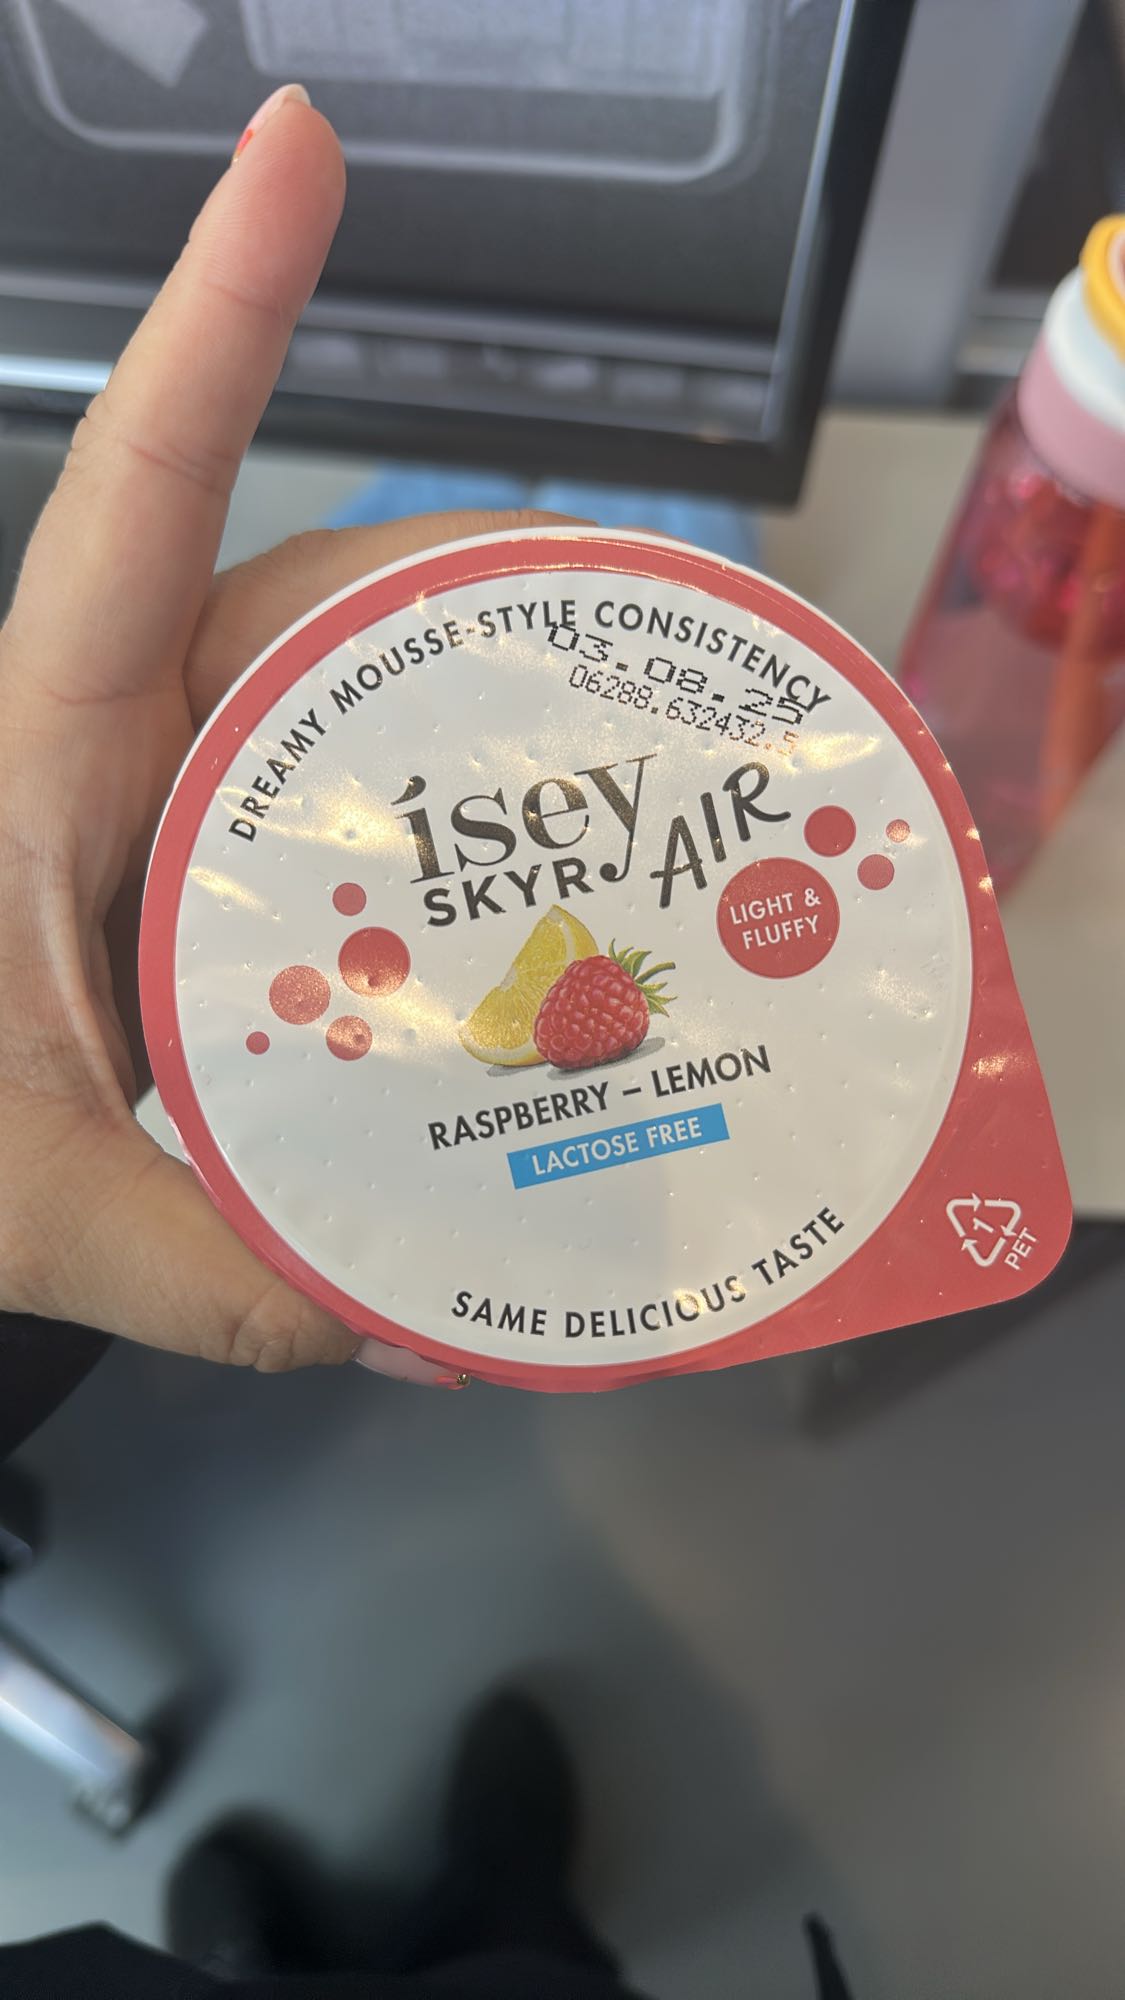 DREAMY MOUSSE-STYLE CONSISTENCY
03.08.25
06288.632432.5
ísey
SKYR AIR
LIGHT &
FLUFFY
RASPBERRY – LEMON
LACTOSE FREE
SAME DELICIOUS TASTE
1
PET